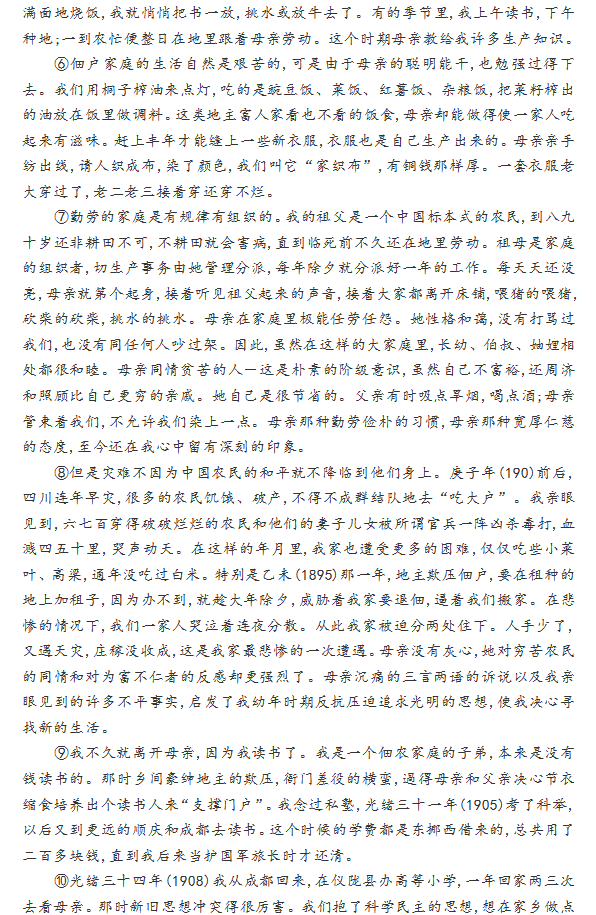 满面地烧饭,我就悄悄把书一放,挑水或放牛去了。有的季节里,我上午读书,下午
种地;一到农忙便整日在地里跟着母亲劳动。这个时期母亲教给我许多生产知识。
⑥佃户家庭的生活自然是艰苦的,可是由于母亲的聪明能干,也勉强过得下
去。我们用桐子榨油来点灯,吃的是豌豆饭、菜饭、红薯饭、杂粮饭,把菜籽榨出
的油放在饭里做调料。这类地主富人家看也不看的饭食,母亲却能做得使一家人吃
起来有滋味。赶上丰年才能缝上一些新衣服,衣服也是自己生产出来的。母亲亲手
纺出线,请人织成布,染了颜色,我们叫它“家织布”,有铜钱那样厚。一套衣服老
大穿过了,老二老三接着穿还穿不烂。
⑦勤劳的家庭是有规律有组织的。我的祖父是一个中国标本式的农民,到八九
十岁还非耕田不可,不耕田就会害病,直到临死前不久还在地里劳动。祖母是家庭
的组织者,切生产事务由她管理分派,每年除夕就分派好一年的工作。每天天还没
亮,母亲就第个起身,接着听见祖父起来的声音,接着大家都离开床铺,喂猪的喂猪,
砍柴的砍柴,挑水的挑水。母亲在家庭里极能任劳任怨。她性格和蔼,没有打骂过
我们,也没有同任何人吵过架。因此,虽然在这样的大家庭里,长幼、伯叔、妯娌相
处都很和睦。母亲同情贫苦的人－这是朴素的阶级意识,虽然自己不富裕,还周济
和照顾比自己更穷的亲戚。她自己是很节省的。父亲有时吸点旱烟,喝点酒;母亲
管束着我们,不允许我们染上一点。母亲那种勤劳俭朴的习惯,母亲那种宽厚仁慈
的态度,至今还在我心中留有深刻的印象。
⑧但是灾难不因为中国农民的和平就不降临到他们身上。庚子年(190)前后,
四川连年旱灾,很多的农民饥饿、破产,不得不成群结队地去“吃大户”。我亲眼
见到,六七百穿得破破烂烂的农民和他们的妻子儿女被所谓官兵一阵凶杀毒打,血
溅四五十里,哭声动天。在这样的年月里,我家也遭受更多的困难,仅仅吃些小菜
叶、高粱,通年没吃过白米。特别是乙未(1895)那一年,地主欺压佃户,要在租种的
地上加租子,因为办不到,就趁大年除夕,威胁着我家要退佃,逼着我们搬家。在悲
惨的情况下,我们一家人哭泣着连夜分散。从此我家被迫分两处住下。人手少了,
又遇天灾,庄稼没收成,这是我家最悲惨的一次遭遇。母亲没有灰心,她对穷苦农民
的同情和对为富不仁者的反感却更强烈了。母亲沉痛的三言两语的诉说以及我亲
眼见到的许多不平事实,启发了我幼年时期反抗压迫追求光明的思想,使我决心寻
找新的生活。
⑨我不久就离开母亲,因为我读书了。我是一个佃农家庭的子弟,本来是没有
钱读书的。那时乡间豪绅地主的欺压,衙门差役的横蛮,逼得母亲和父亲决心节衣
缩食培养出个读书人来“支撑门户”。我念过私塾,光绪三十一年(1905)考了科举,
以后又到更远的顺庆和成都去读书。这个时候的学费都是东挪西借来的,总共用了
二百多块钱,直到我后来当护国军旅长时才还清。
⑩光绪三十四年(1908)我从成都回来,在仪陇县办高等小学,一年回家两三次
去看母亲。那时新旧思想冲突得很厉害。我们抱了科学民主的思想,想在家乡做点